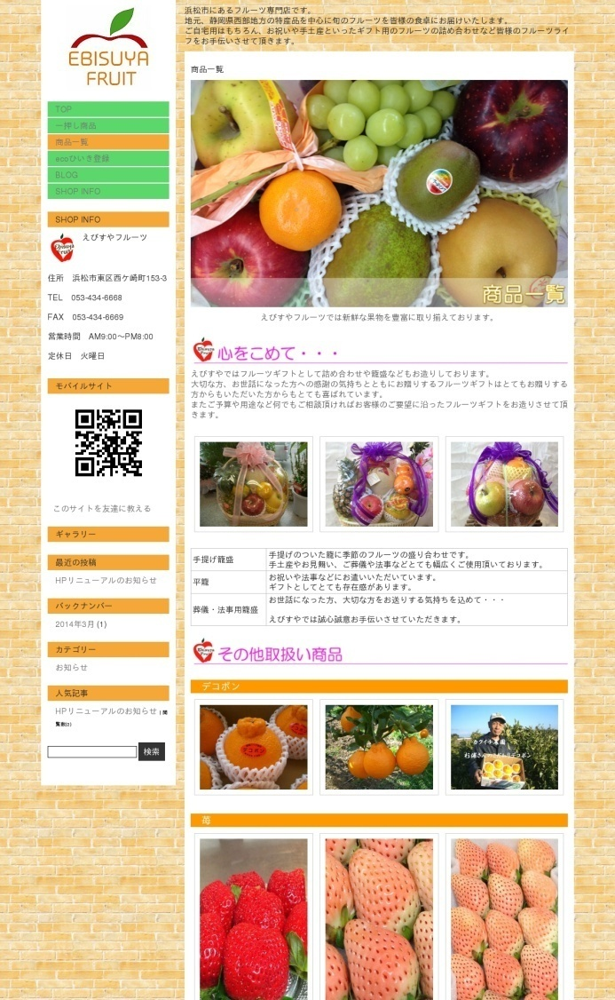 浜松市にあるフルーツ専門店です。
地元、静岡県西部地方の特産品を中心に旬のフルーツを皆様の食卓にお届けいたします。
ご自宅用はもちろん、お祝いや手土産といったギフト用のフルーツの詰め合わせなど皆様のフルーツライ
フをお手伝いさせて頂きます。
EBISUYA
FRUIT
TOP
一押し商品
商品一覧
ecoひいき登録
BLOG
SHOP INFO
SHOP INFO
えびすやフルーツ
Ebisuya
Fruit
住所 浜松市東区西ケ崎町153-3
TEL 053-434-6668
FAX 053-434-6669
営業時間 AM9:00〜PM8:00
定休日 火曜日
モバイルサイト
このサイトを友達に教える
ギャラリー
最近の投稿
HPリニューアルのお知らせ
バックナンバー
2014年3月 (1)
カテゴリー
お知らせ
人気記事
HPリニューアルのお知らせ | 閲
覧数(2)
検索
商品一覧
商品一覧
えびすやフルーツでは新鮮な果物を豊富に取り揃えております。
心をこめて・・・
えびすやではフルーツギフトとして詰め合わせや籠盛などもお造りしております。
大切な方、お世話になった方への感謝の気持ちとともにお贈りするフルーツギフトはとてもお贈りする
方からもいただいた方からもとても喜ばれています。
またご予算や用途など何でもご相談頂ければお客様のご要望に沿ったフルーツギフトをお造りさせて頂
きます。
手提げ籠盛
手提げのついた籠に季節のフルーツの盛り合わせです。
手土産やお見舞い、ご葬儀や法事などとても幅広くご使用頂いております。
平籠
お祝いや法事などにお遣いいただいています。
ギフトとしてとても存在感があります。
葬儀・法事用籠盛
お世話になった方、大切な方をお送りする気持ちを込めて・・・
えびすやでは誠心誠意お手伝いさせていただきます。
その他取扱い商品
デコポン
カクイチ農園
杉浦さんのこだわりデコポン
苺